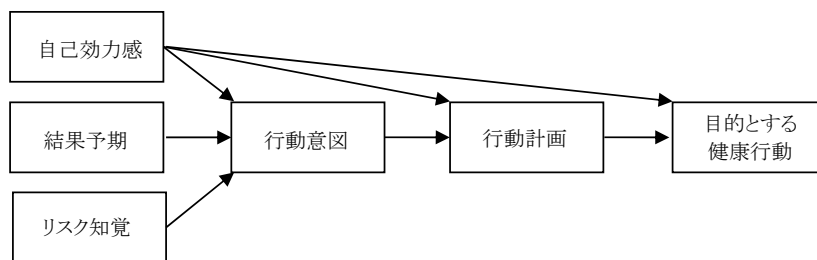 自己効力感
結果予期
行動意図
行動計画
目的とする
健康行動
リスク知覚